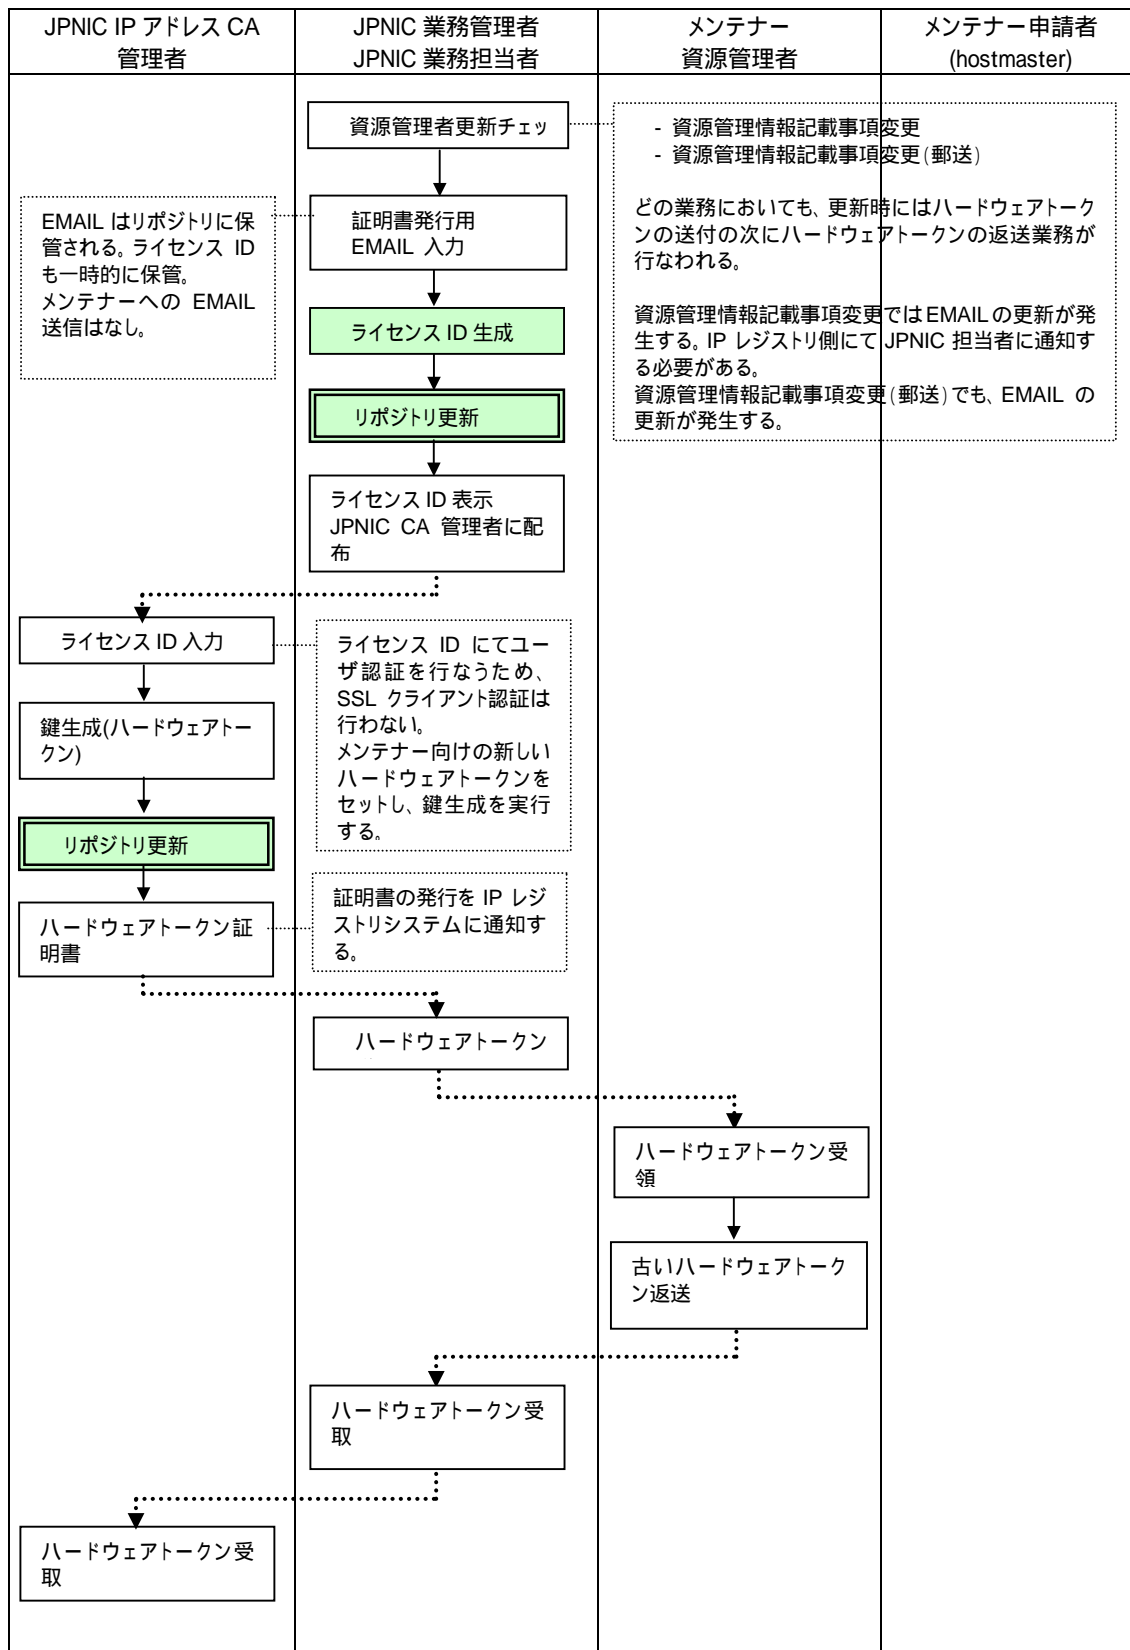 JPNIC IP アドレス CA
管理者
JPNIC 業務管理者
JPNIC 業務担当者
メンテナー
資源管理者
メンテナー申請者
(hostmaster)
資源管理者更新チェッ
- 資源管理情報記載事項変更
- 資源管理情報記載事項変更(郵送)
どの業務においても、更新時にはハードウェアトーク
ンの送付の次にハードウェアトークンの返送業務が
行なわれる。
資源管理情報記載事項変更では EMAIL の更新が発
生する。IP レジストリ側にて JPNIC 担当者に通知す
る必要がある。
資源管理情報記載事項変更(郵送)でも、EMAIL の
更新が発生する。
EMAIL はリポジトリに保
管される。ライセンス ID
も一時的に保管。
メンテナーへの EMAIL
送信はなし。
証明書発行用
EMAIL 入力
ライセンス ID 生成
リポジトリ更新
ライセンス ID 表示
JPNIC CA 管理者に配
布
ライセンス ID 入力
ライセンス ID にてユー
ザ認証を行なうため、
SSL クライアント認証は
行わない。
メンテナー向けの新しい
ハードウェアトークンを
セットし、鍵生成を実行
する。
鍵生成(ハードウェアトー
クン)
リポジトリ更新
ハードウェアトークン証
明書
証明書の発行を IP レジ
ストリシステムに通知す
る。
ハードウェアトークン
ハードウェアトークン受
領
古いハードウェアトーク
ン返送
ハードウェアトークン受
取
ハードウェアトークン受
取